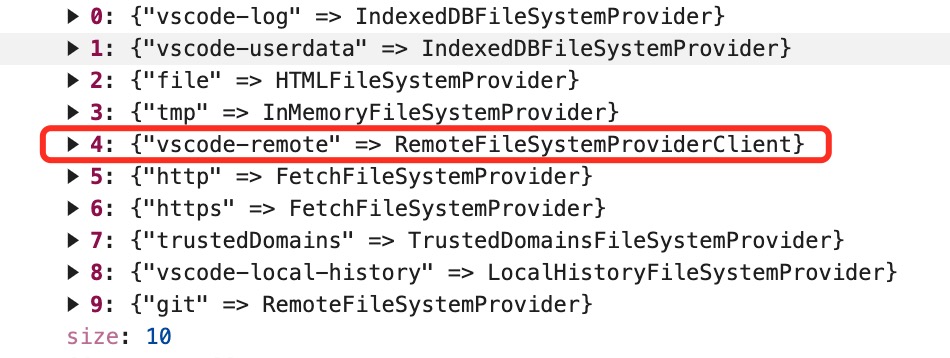 ▶ 0: {"vscode-log" => IndexedDBFileSystemProvider}
▶ 1: {"vscode-userdata" => IndexedDBFileSystemProvider}
▶ 2: {"file" => HTMLFileSystemProvider}
▶ 3: {"tmp" => InMemoryFileSystemProvider}
▶ 4: {"vscode-remote" => RemoteFileSystemProviderClient}
▶ 5: {"http" => FetchFileSystemProvider}
▶ 6: {"https" => FetchFileSystemProvider}
▶ 7: {"trustedDomains" => TrustedDomainsFileSystemProvider}
▶ 8: {"vscode-local-history" => LocalHistoryFileSystemProvider}
▶ 9: {"git" => RemoteFileSystemProvider}
size: 10